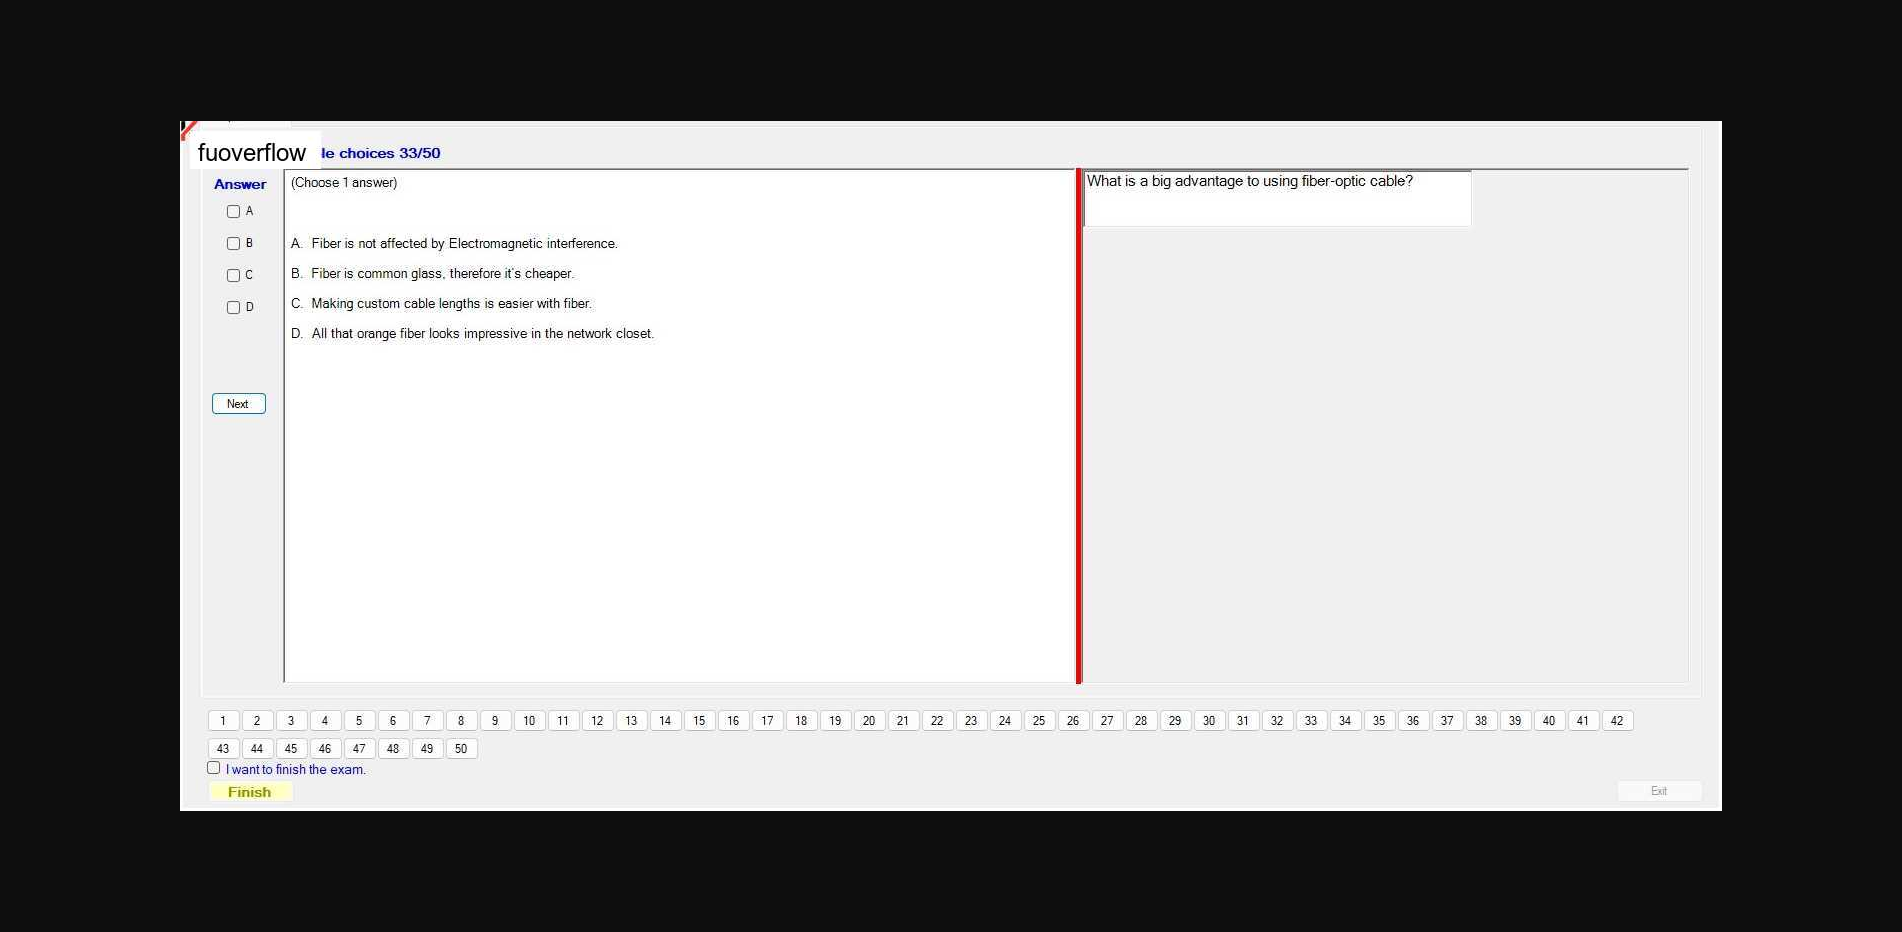 fuoverflow
le choices 33/50
Answer
A
B
C
D
Next
(Choose 1 answer)
A. Fiber is not affected by Electromagnetic interference.
B. Fiber is common glass, therefore it's cheaper.
C. Making custom cable lengths is easier with fiber.
D. All that orange fiber looks impressive in the network closet.
What is a big advantage to using fiber-optic cable?
1 2 3 4 5 6 7 8 9 10 11 12 13 14 15 16 17 18 19 20 21 22 23 24 25 26 27 28 29 30 31 32 33 34 35 36 37 38 39 40 41 42
43 44 45 46 47 48 49 50
I want to finish the exam.
Finish
Exit